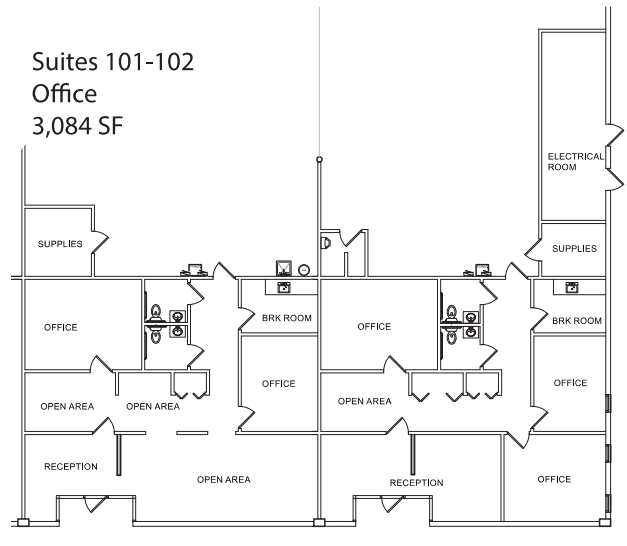 Suites 101-102
Office
3,084 SF
ELECTRICAL
ROOM
SUPPLIES
SUPPLIES
OFFICE
BRK ROOM
OFFICE
BRK ROOM
OFFICE
OFFICE
OPEN AREA
OPEN AREA
OPEN AREA
RECEPTION
OPEN AREA
RECEPTION
OFFICE